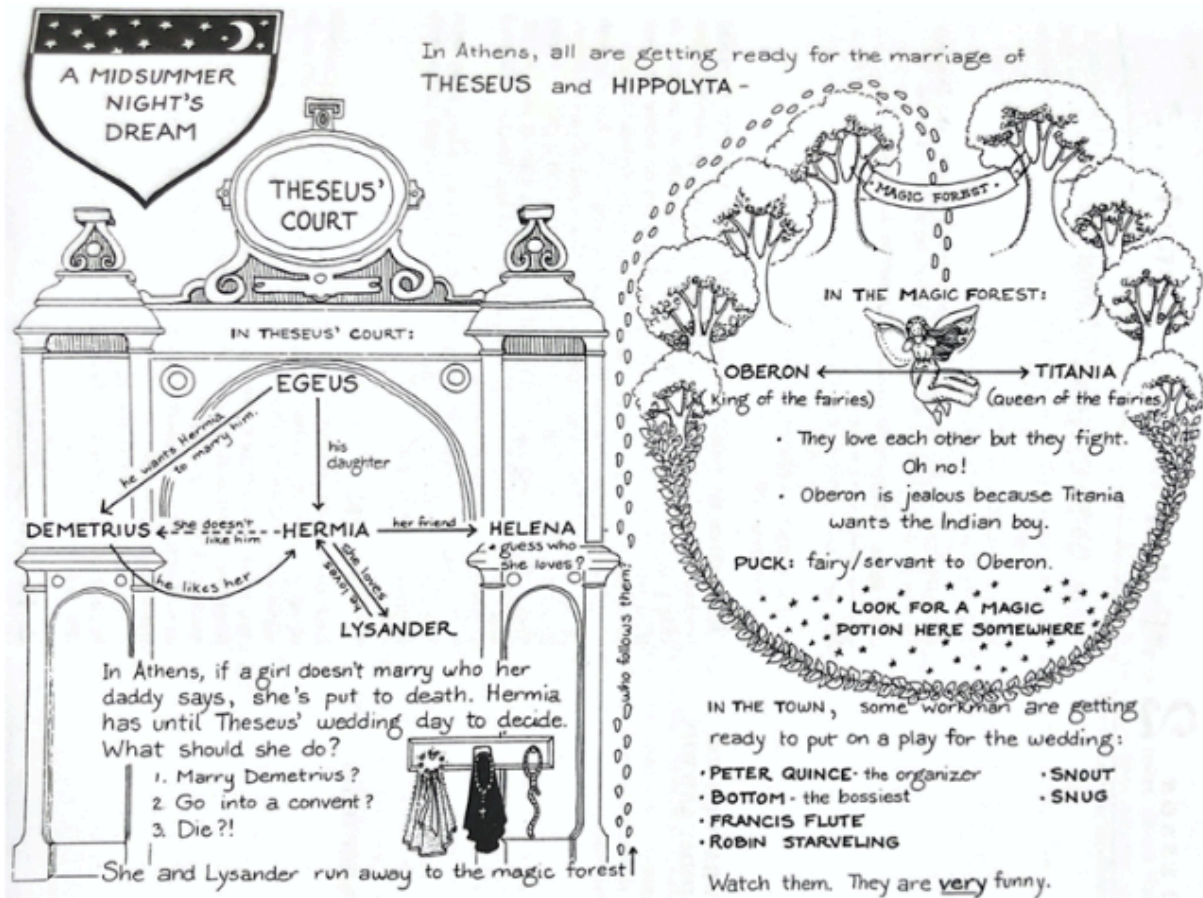 A MIDSUMMER
NIGHT'S
DREAM
In Athens, all are getting ready for the marriage of
THESEUS and HIPPOLYTA -
THESEUS'
COURT
IN THESEUS' COURT:
EGEUS
he wants Hermia
to marry him.
his
daughter
DEMETRIUS
she doesn't
like him
HERMIA
her friend
HELENA
• guess who
she loves?
he likes her
she loves
he loves
LYSANDER
In Athens, if a girl doesn't marry who her
daddy says, she's put to death. Hermia
has until Theseus' wedding day to decide.
What should she do?
1. Marry Demetrius?
2 Go into a convent?
3. Die?!
She and Lysander run away to the magic forest
who follows them?
• MAGIC FOREST •
IN THE MAGIC FOREST:
OBERON
(King of the fairies)
TITANIA
(Queen of the fairies
• They love each other but they fight.
Oh no!
• Oberon is jealous because Titania
wants the Indian boy.
PUCK: fairy/servant to Oberon.
LOOK FOR A MAGIC
POTION HERE SOMEWHERE
IN THE TOWN, some workman are getting
ready to put on a play for the wedding:
• PETER QUINCE - the organizer
• BOTTOM - the bossiest
• FRANCIS FLUTE
• ROBIN STARVELING
• SNOUT
• SNUG
Watch them. They are very funny.